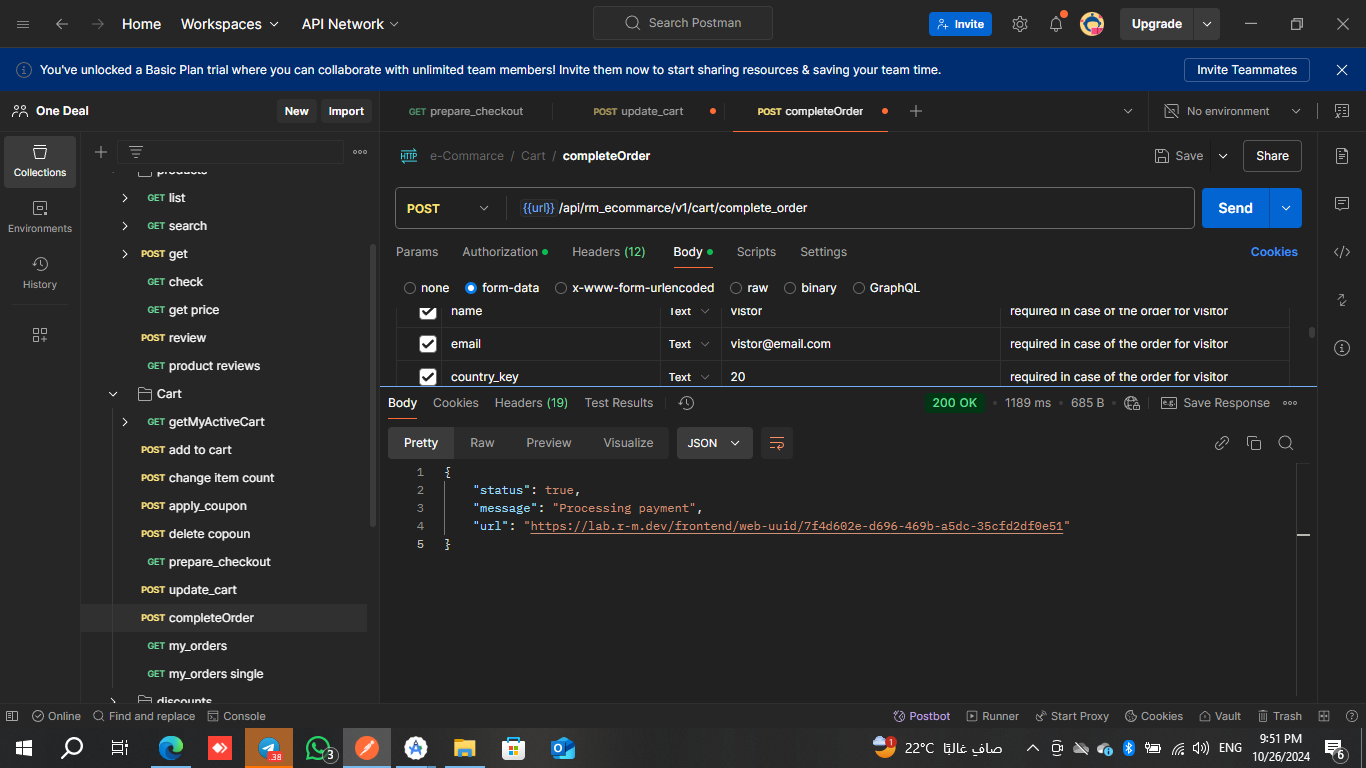 Home Workspaces API Network Search Postman Invite Upgrade
You've unlocked a Basic Plan trial where you can collaborate with unlimited team members! Invite them now to start sharing resources & saving your team time. Invite Teammates
One Deal New Import GET prepare_checkout POST update_cart POST completeOrder No environment
Collections
Environments
History
products
GET list
GET search
POST get
GET check
GET get price
POST review
GET product reviews
Cart
GET getMyActiveCart
POST add to cart
POST change item count
POST apply_coupon
POST delete copoun
GET prepare_checkout
POST update_cart
POST completeOrder
GET my_orders
GET my_orders single
discounts
HTTP e-Commarce / Cart / completeOrder Save Share
POST {{url}} /api/rm_ecommarce/v1/cart/complete_order Send
Params Authorization Headers (12) Body Scripts Settings Cookies
none form-data x-www-form-urlencoded raw binary GraphQL
name Text vistor required in case of the order for visitor
email Text vistor@email.com required in case of the order for visitor
country_key Text 20 required in case of the order for visitor
Body Cookies Headers (19) Test Results 200 OK 1189 ms 685 B e.g. Save Response
Pretty Raw Preview Visualize JSON
1 {
2 "status": true,
3 "message": "Processing payment",
4 "url": "https://lab.r-m.dev/frontend/web-uuid/7f4d602e-d696-469b-a5dc-35cfd2df0e51"
5 }
Online Find and replace Console Postbot Runner Start Proxy Cookies Vault Trash
.38 3 1 22°C صاف غالبًا ENG 9:51 PM
10/26/2024 6